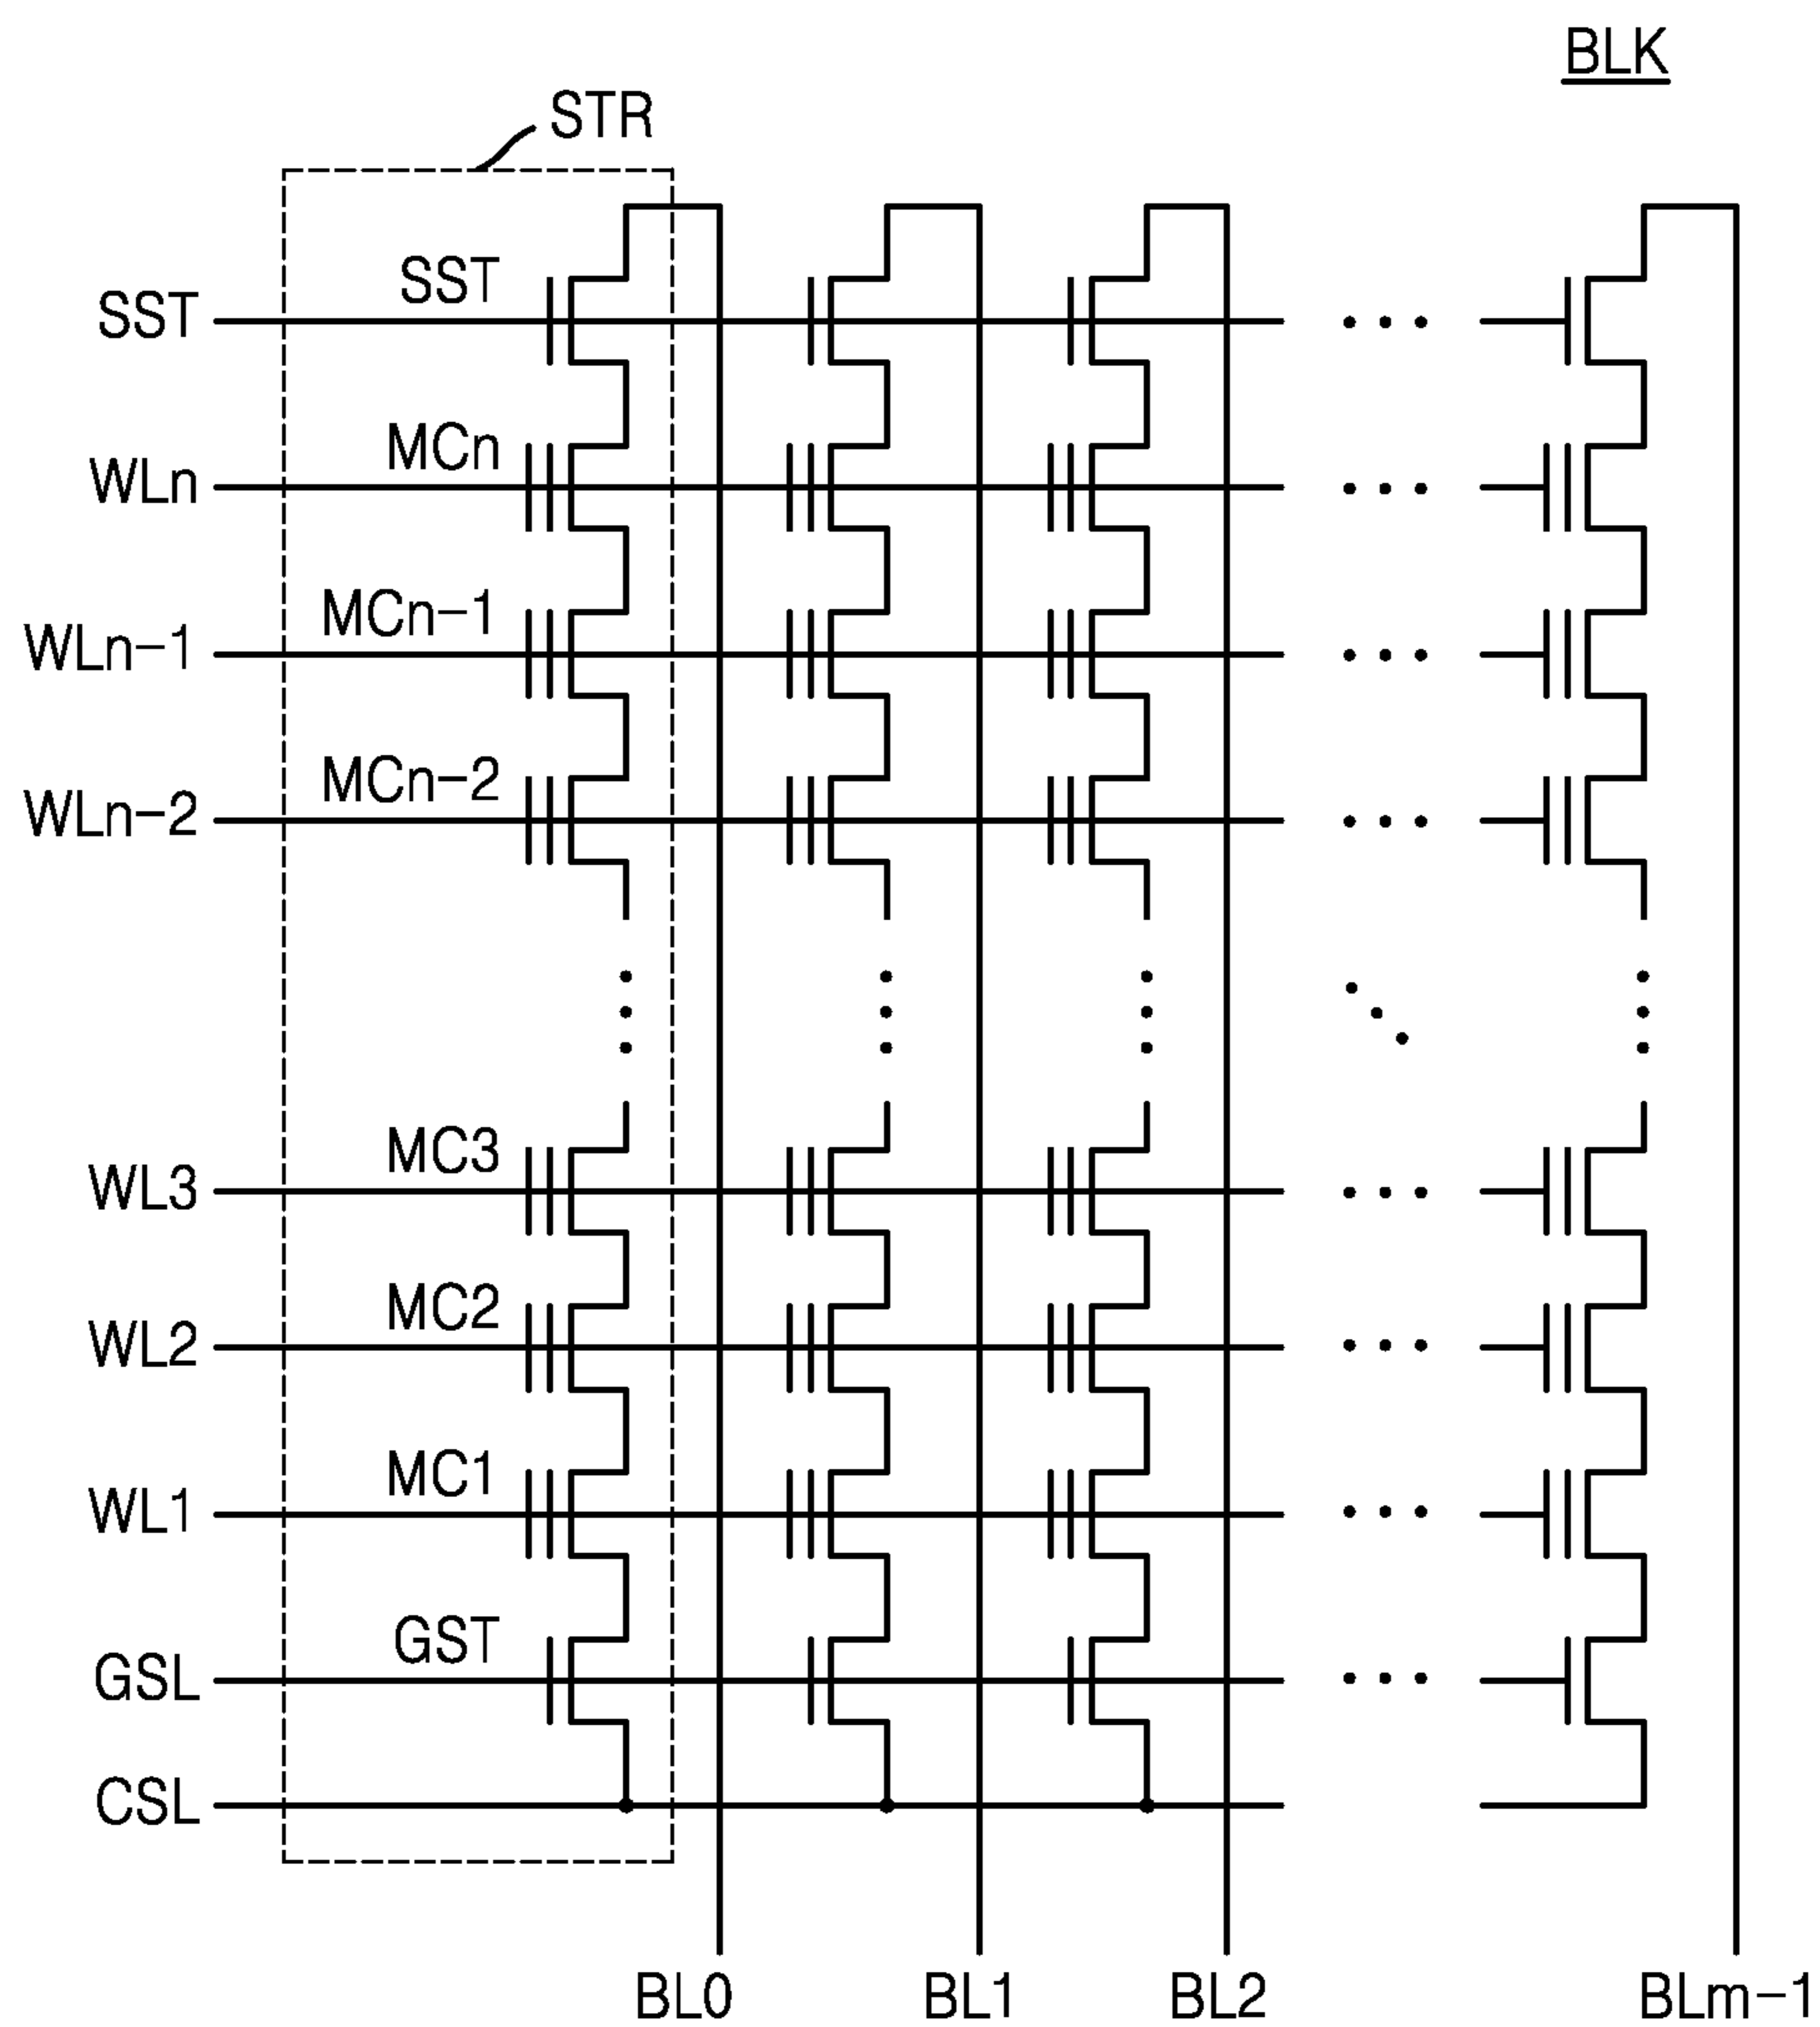 BLK
STR
SST SST
WLn MCn
WLn-1 MCn-1
WLn-2 MCn-2
WL3 MC3
WL2 MC2
WL1 MC1
GSL GST
CSL
BL0 BL1 BL2 BLm-1